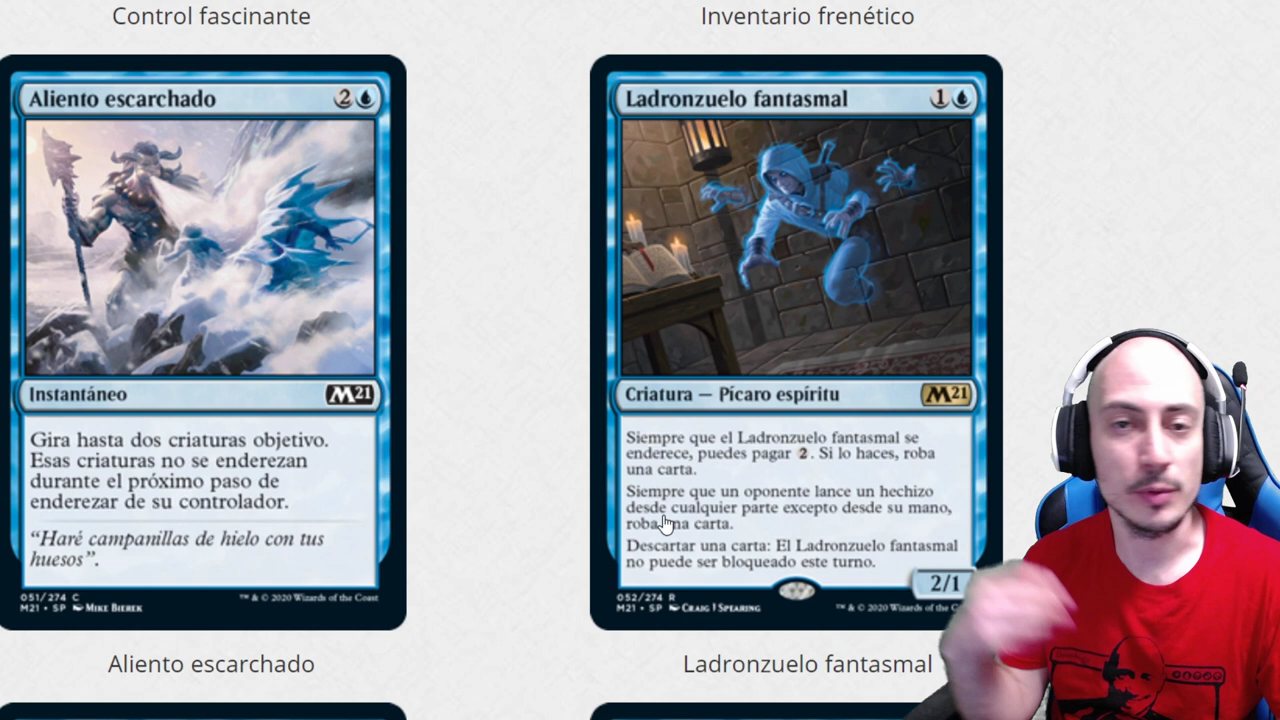 Control fascinante
Inventario frenético
Aliento escarchado 2
Instantáneo M21
Gira hasta dos criaturas objetivo.
Esas criaturas no se enderezan
durante el próximo paso de
enderezar de su controlador.
“Haré campanillas de hielo con tus
huesos”.
051/274 C
M21 • SP MIKE BIEREK
™ & © 2020 Wizards of the Coast
Aliento escarchado
Ladronzuelo fantasmal 1
Criatura — Pícaro espíritu M21
Siempre que el Ladronzuelo fantasmal se
enderece, puedes pagar 2. Si lo haces, roba
una carta.
Siempre que un oponente lance un hechizo
desde cualquier parte excepto desde su mano,
roba una carta.
Descartar una carta: El Ladronzuelo fantasmal
no puede ser bloqueado este turno.
2/1
052/274 R
M21 • SP CRAIG J SPEARING
™ & © 2020 Wizards of the C
Ladronzuelo fantasmal